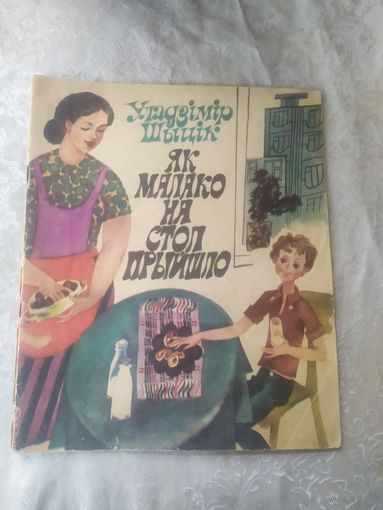 Уладзімір
Шыцік
ЯК
МАЛАКО
НА
СТОЛ
ПРЫЙШЛО